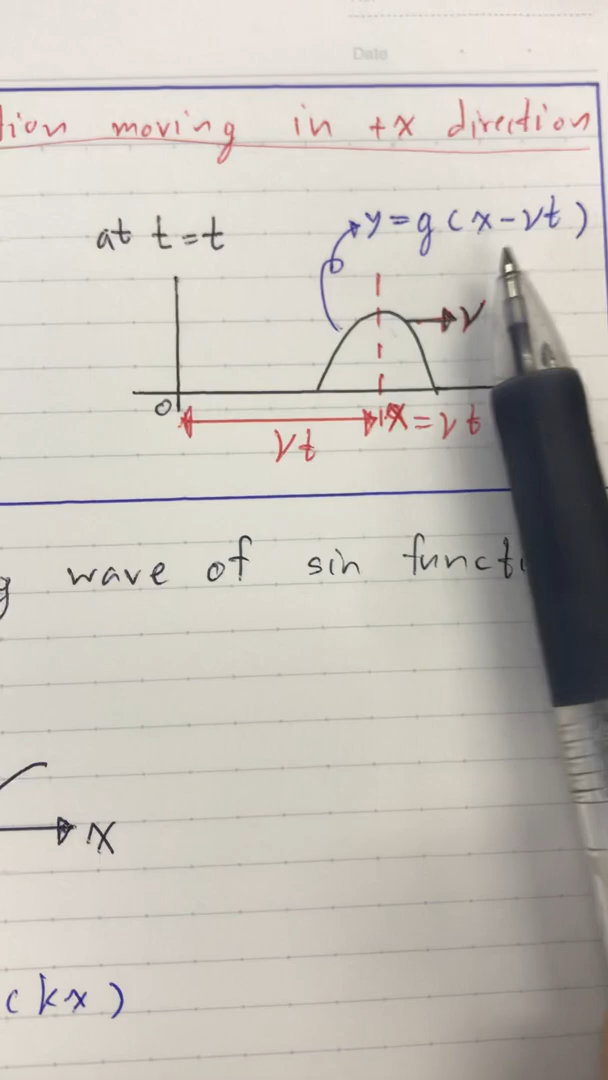 Date
moving in +x direction
at t=t
y=g(x-vt)
v
0
x=vt
vt
wave of sin
x
(kx)